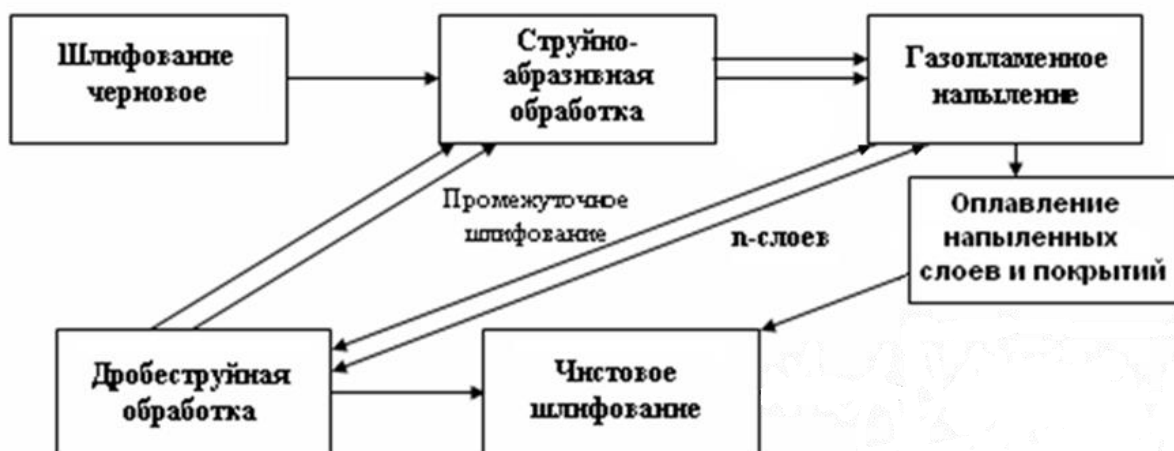 Шлифование
черновое
Струйно-
абразивная
обработка
Газопламенное
напыление
Промежуточное
шлифование
n-слоев
Оплавление
напыленных
слоев и покрытий
Дробеструйная
обработка
Чистовое
шлифование